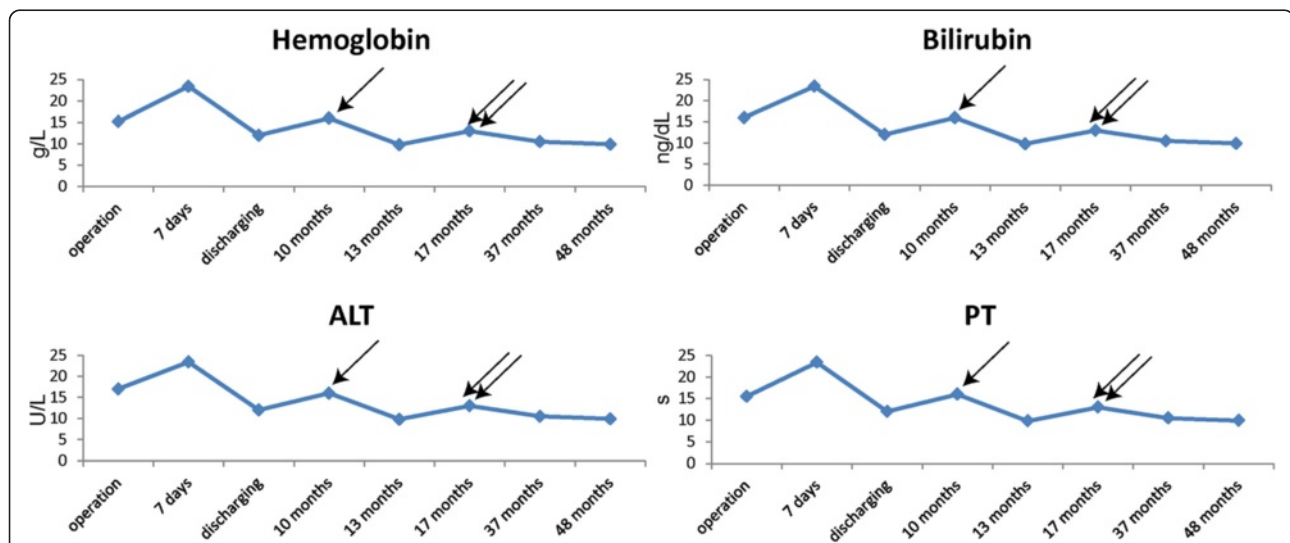 Hemoglobin
25
20
15
10
5
0
g/L
operation
7 days
discharging
10 months
13 months
17 months
37 months
48 months
Bilirubin
25
20
15
10
5
0
ng/dL
operation
7 days
discharging
10 months
13 months
17 months
37 months
48 months
ALT
25
20
15
10
5
0
U/L
operation
7 days
discharging
10 months
13 months
17 months
37 months
48 months
PT
25
20
15
10
5
0
s
operation
7 days
discharging
10 months
13 months
17 months
37 months
48 months